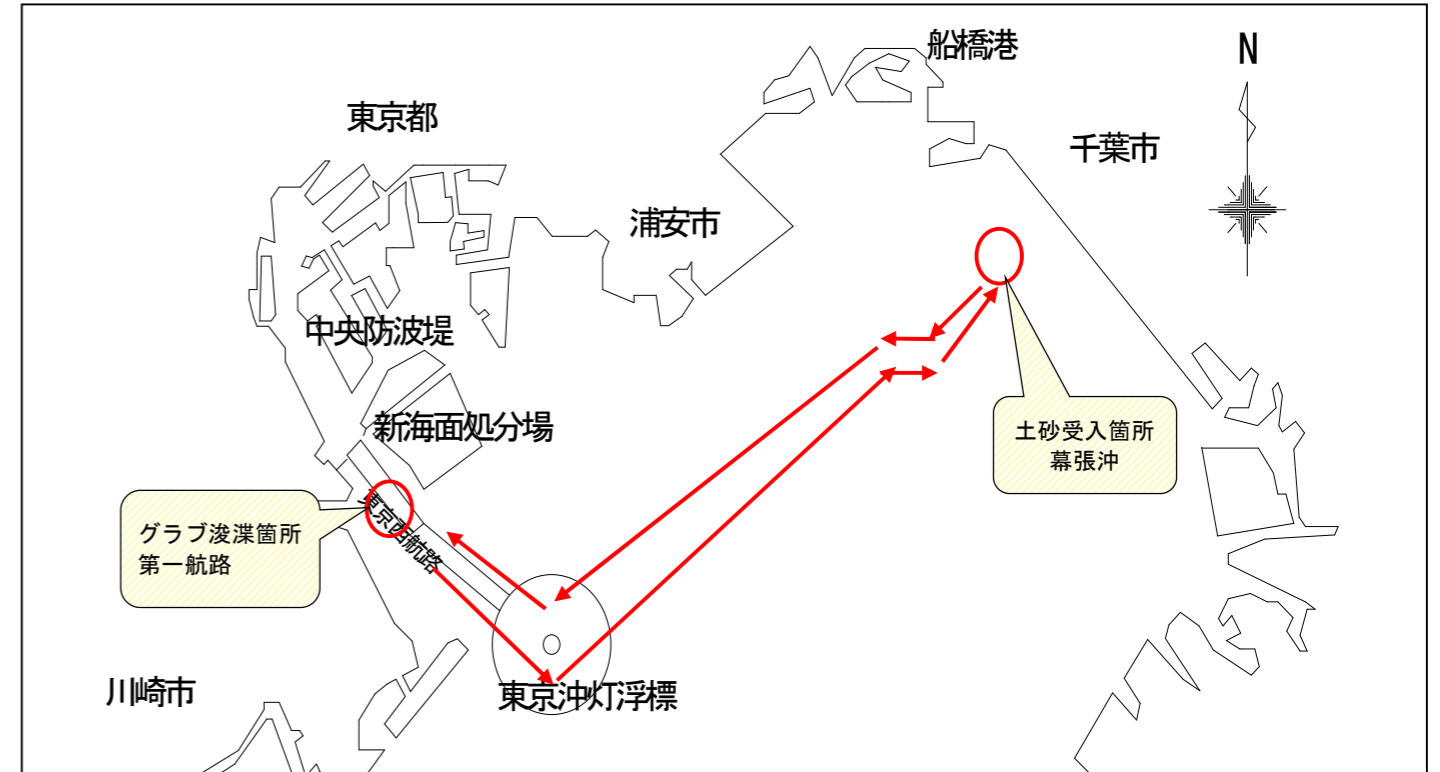 船橋港
N
東京都
千葉市
浦安市
中央防波堤
新海面処分場
土砂受入箇所
幕張沖
東京西航路
グラブ浚渫箇所
第一航路
川崎市
東京沖灯浮標